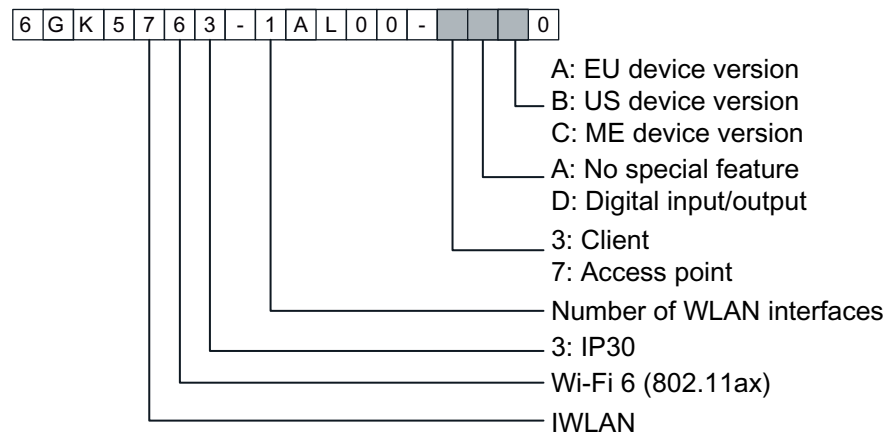 6GK5763-1AL00-   0
A: EU device version
B: US device version
C: ME device version
A: No special feature
D: Digital input/output
3: Client
7: Access point
Number of WLAN interfaces
3: IP30
Wi-Fi 6 (802.11ax)
IWLAN